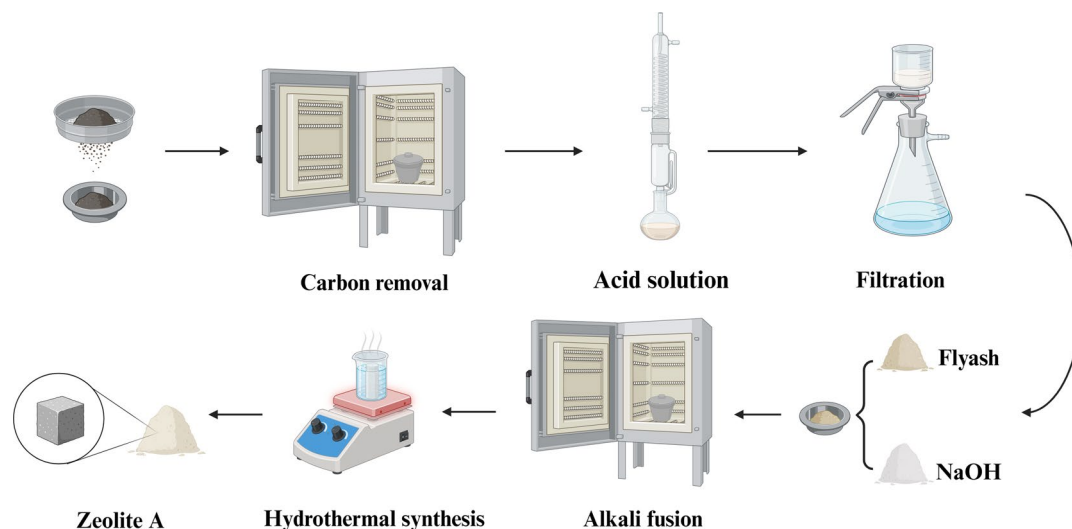 Carbon removal
Acid solution
Filtration
Flyash
NaOH
Alkali fusion
Hydrothermal synthesis
Zeolite A